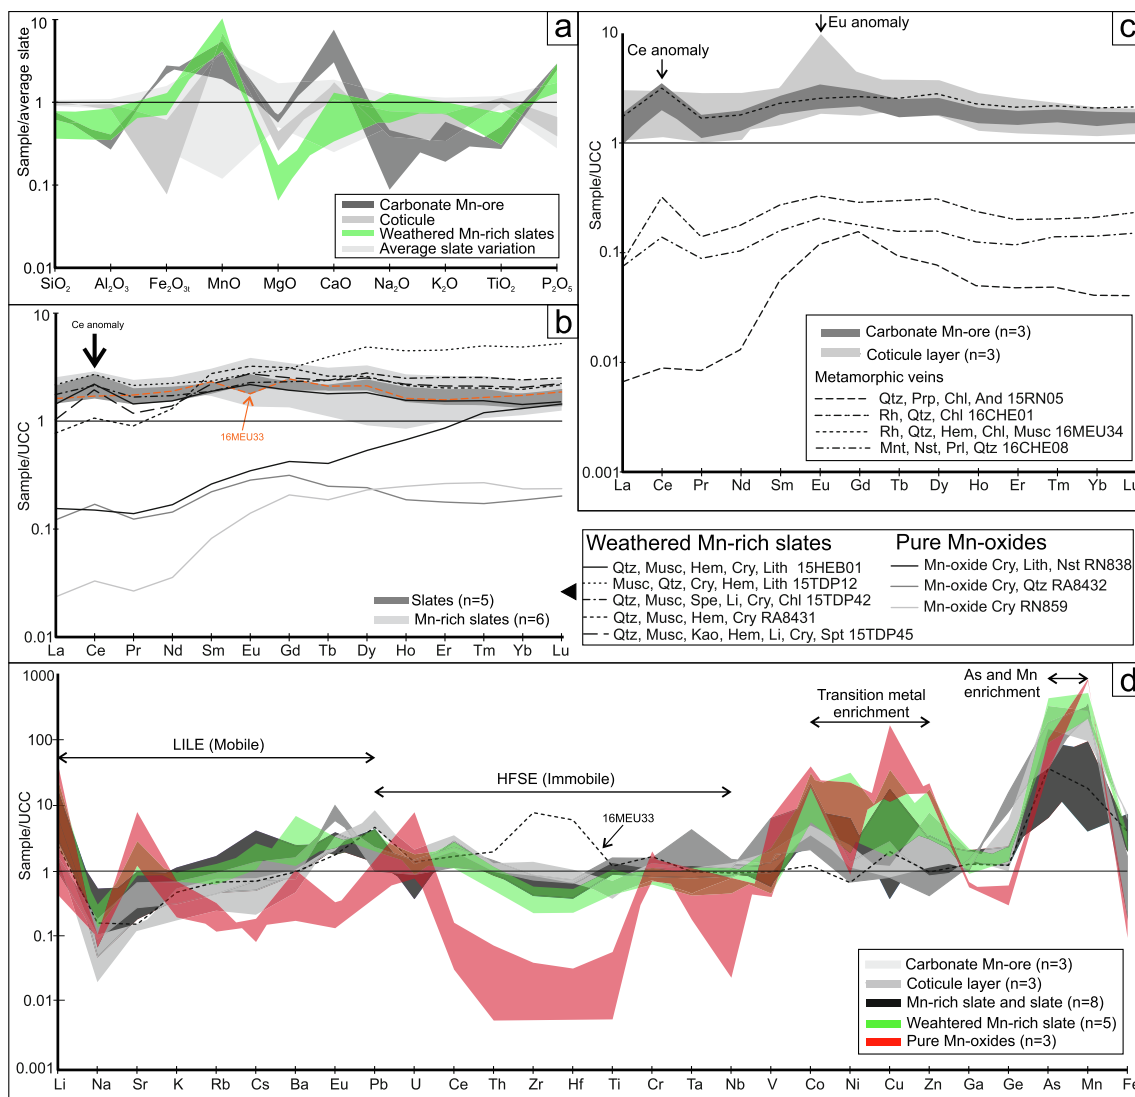 a
10
1
0.1
0.01
Sample/average slate
Carbonate Mn-ore
Coticule
Weathered Mn-rich slates
Average slate variation
SiO₂ Al₂O₃ Fe₂O₃ₜ MnO MgO CaO Na₂O K₂O TiO₂ P₂O₅
b
10
1
0.1
0.01
Sample/UCC
Ce anomaly
16MEU33
Slates (n=5)
Mn-rich slates (n=6)
La Ce Pr Nd Sm Eu Gd Tb Dy Ho Er Tm Yb Lu
c
10
1
0.1
0.01
0.001
Sample/UCC
Ce anomaly
Eu anomaly
Carbonate Mn-ore (n=3)
Coticule layer (n=3)
Metamorphic veins
Qtz, Prp, Chl, And 15RN05
Rh, Qtz, Chl 16CHE01
Rh, Qtz, Hem, Chl, Musc 16MEU34
Mnt, Nst, Prl, Qtz 16CHE08
La Ce Pr Nd Sm Eu Gd Tb Dy Ho Er Tm Yb Lu
Weathered Mn-rich slates
Qtz, Musc, Hem, Cry, Lith 15HEB01
Musc, Qtz, Cry, Hem, Lith 15TDP12
Qtz, Musc, Spe, Li, Cry, Chl 15TDP42
Qtz, Musc, Hem, Cry RA8431
Qtz, Musc, Kao, Hem, Li, Cry, Spt 15TDP45
Pure Mn-oxides
Mn-oxide Cry, Lith, Nst RN838
Mn-oxide Cry, Qtz RA8432
Mn-oxide Cry RN859
d
1000
100
10
1
0.1
0.01
0.001
Sample/UCC
LILE (Mobile)
HFSE (Immobile)
16MEU33
Transition metal
enrichment
As and Mn
enrichment
Carbonate Mn-ore (n=3)
Coticule layer (n=3)
Mn-rich slate and slate (n=8)
Weahtered Mn-rich slate (n=5)
Pure Mn-oxides (n=3)
Li Na Sr K Rb Cs Ba Eu Pb U Ce Th Zr Hf Ti Cr Ta Nb V Co Ni Cu Zn Ga Ge As Mn Fe